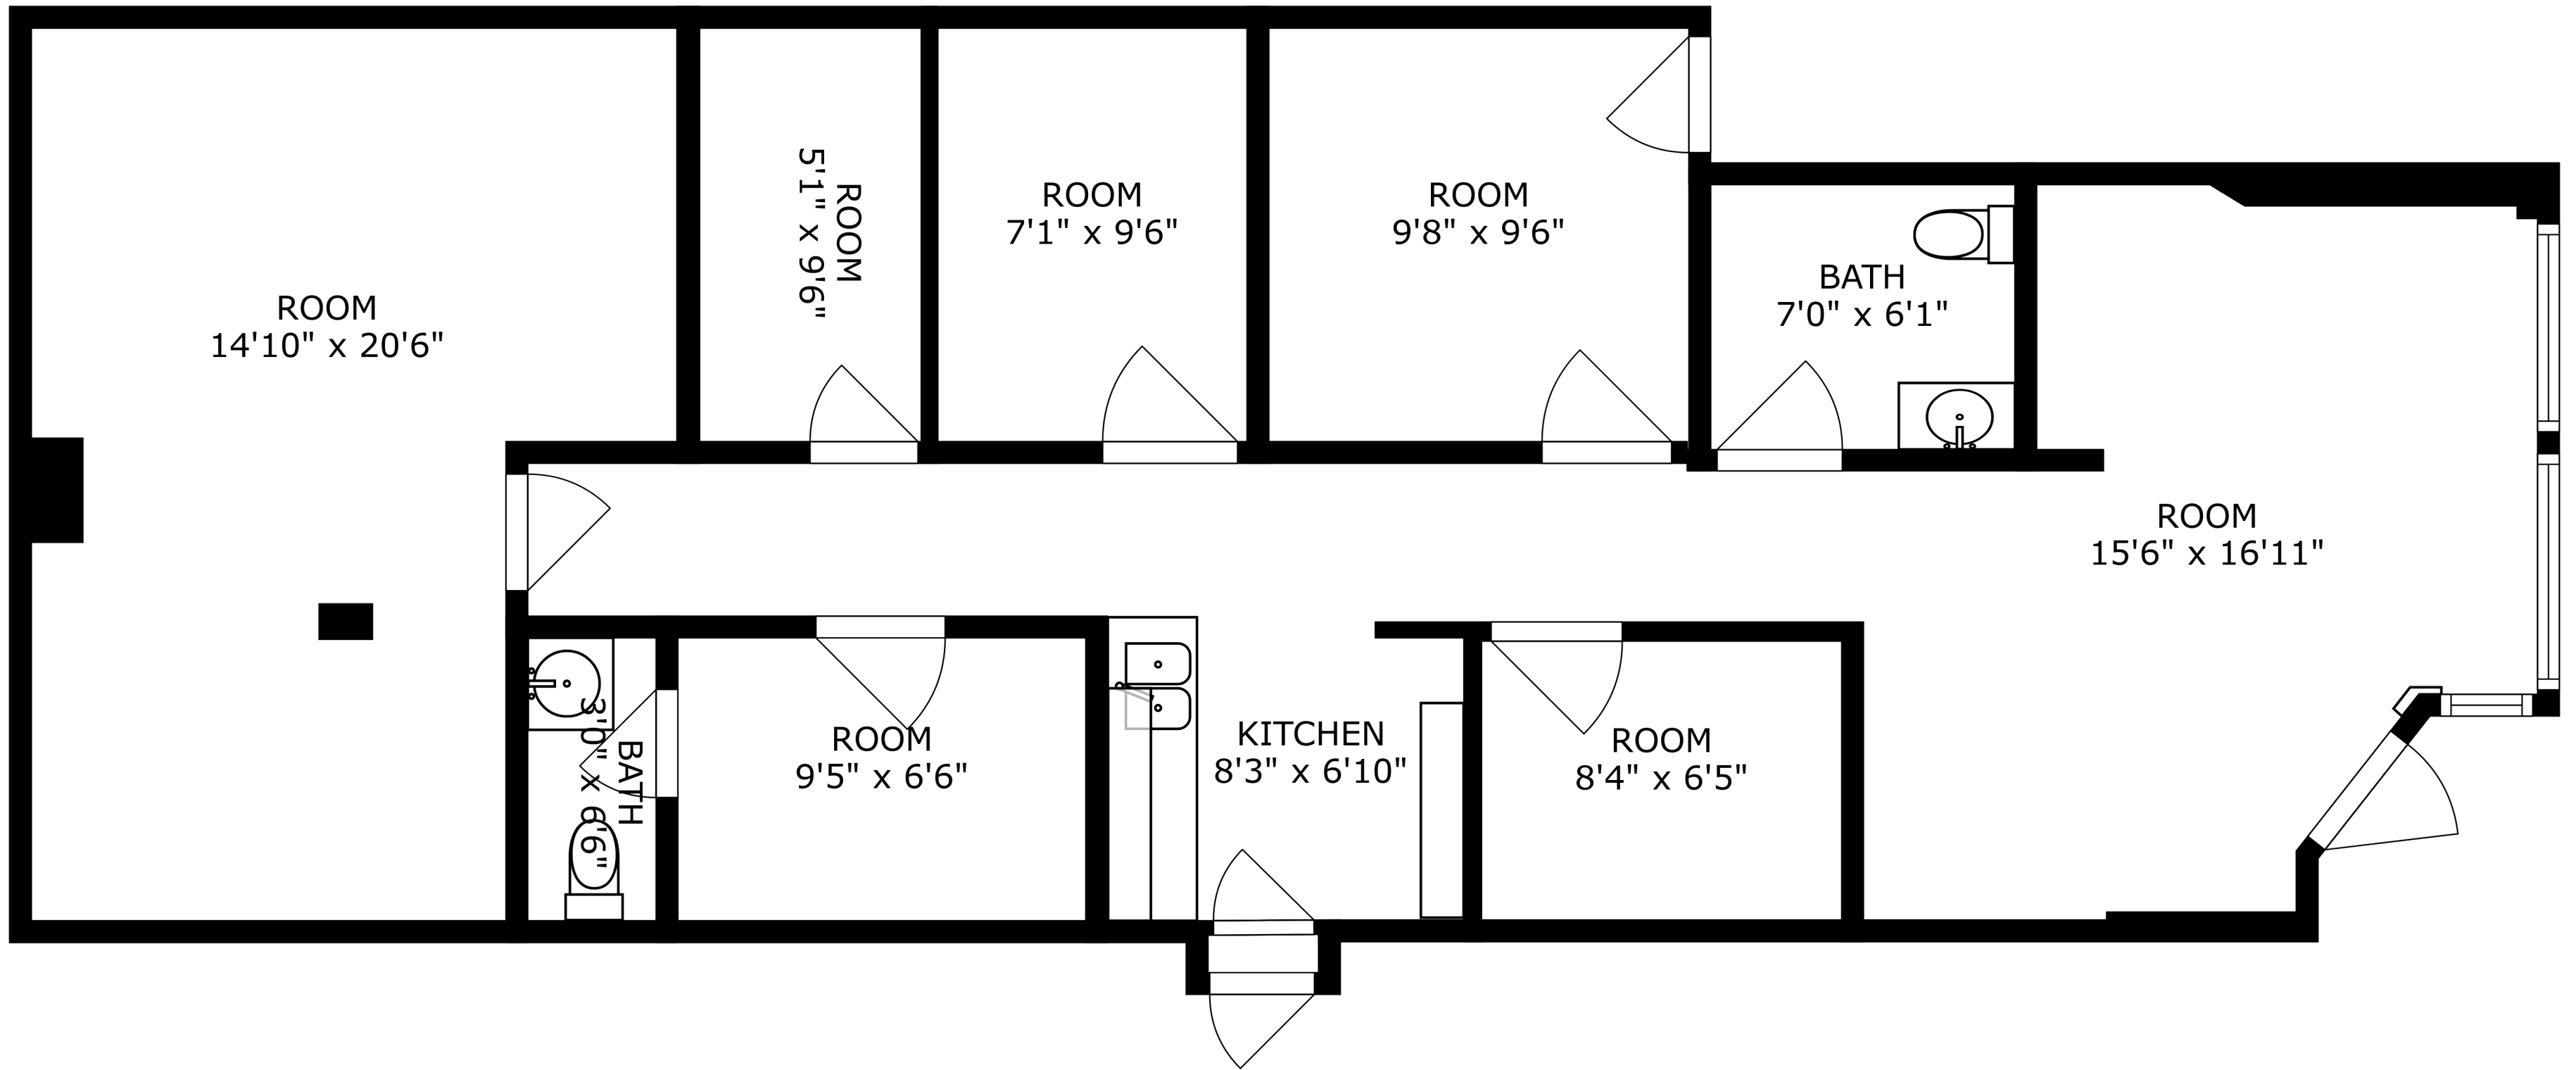 ROOM
14'10" x 20'6"
ROOM
5'1" x 9'6"
ROOM
7'1" x 9'6"
ROOM
9'8" x 9'6"
BATH
7'0" x 6'1"
ROOM
15'6" x 16'11"
BATH
3'0" x 6'6"
ROOM
9'5" x 6'6"
KITCHEN
8'3" x 6'10"
ROOM
8'4" x 6'5"